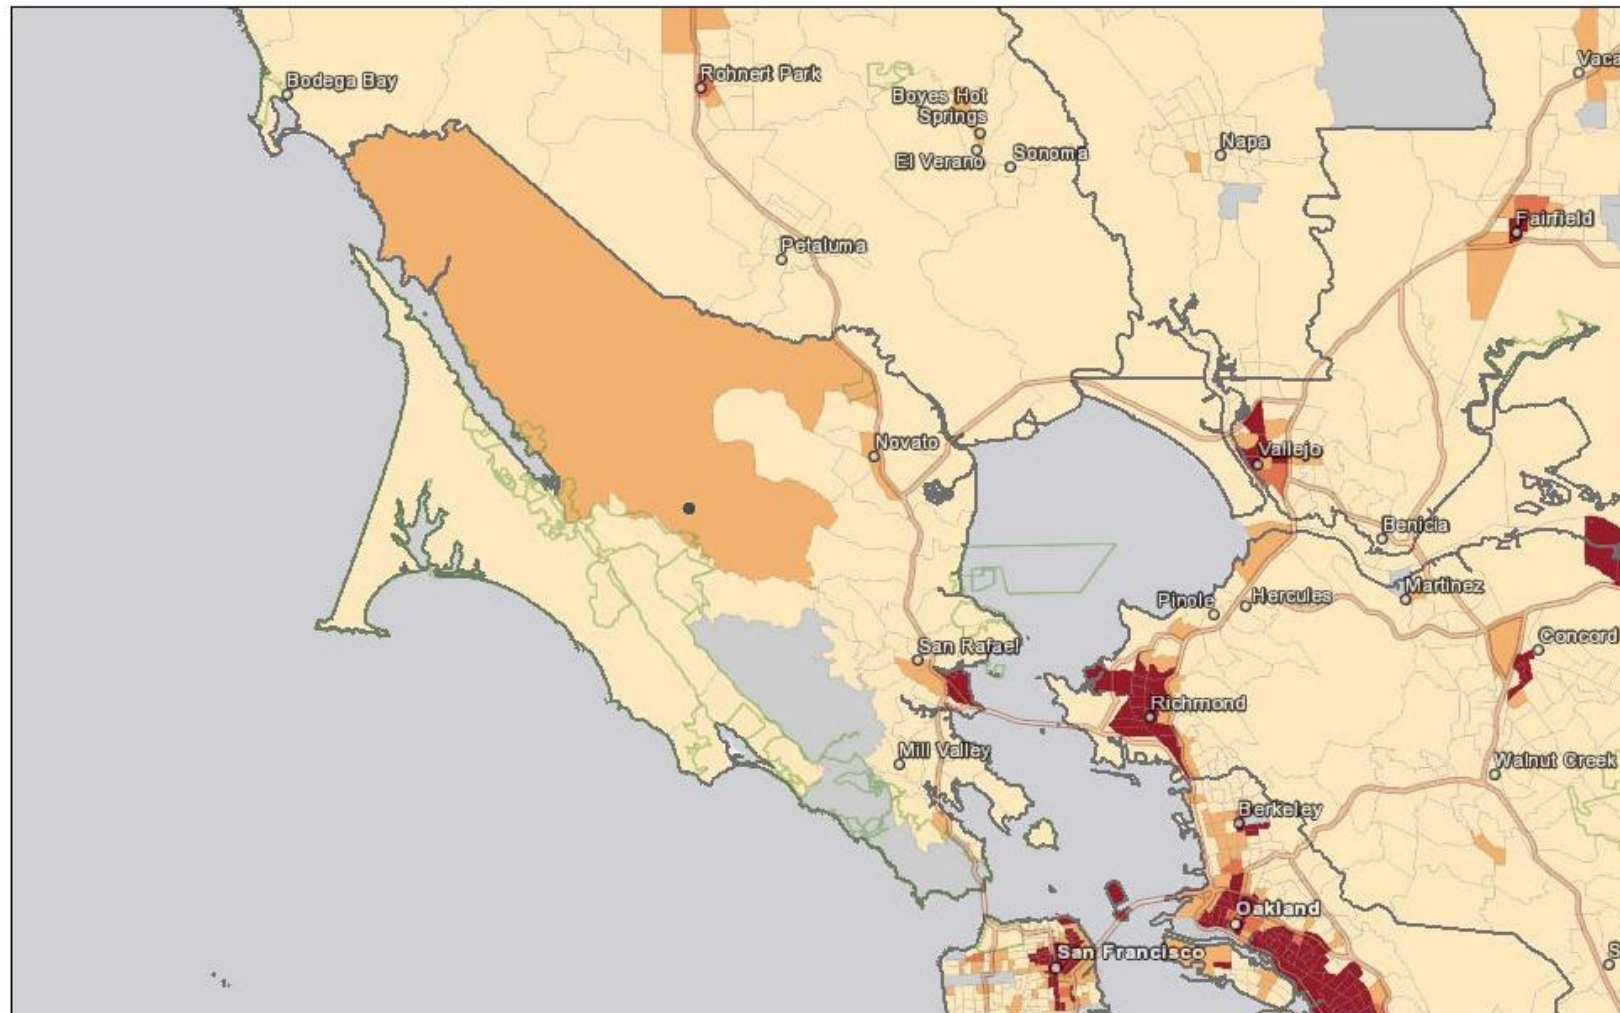 Bodega Bay
Rohnert Park
Boyes Hot
Springs
El Verano
Sonoma
Napa
Vaca
Fairfield
Petaluma
Novato
Vallejo
Benicia
Martinez
Pinole
Hercules
Concord
San Rafael
Richmond
Mill Valley
Walnut Creek
Berkeley
Oakland
San Francisco
S